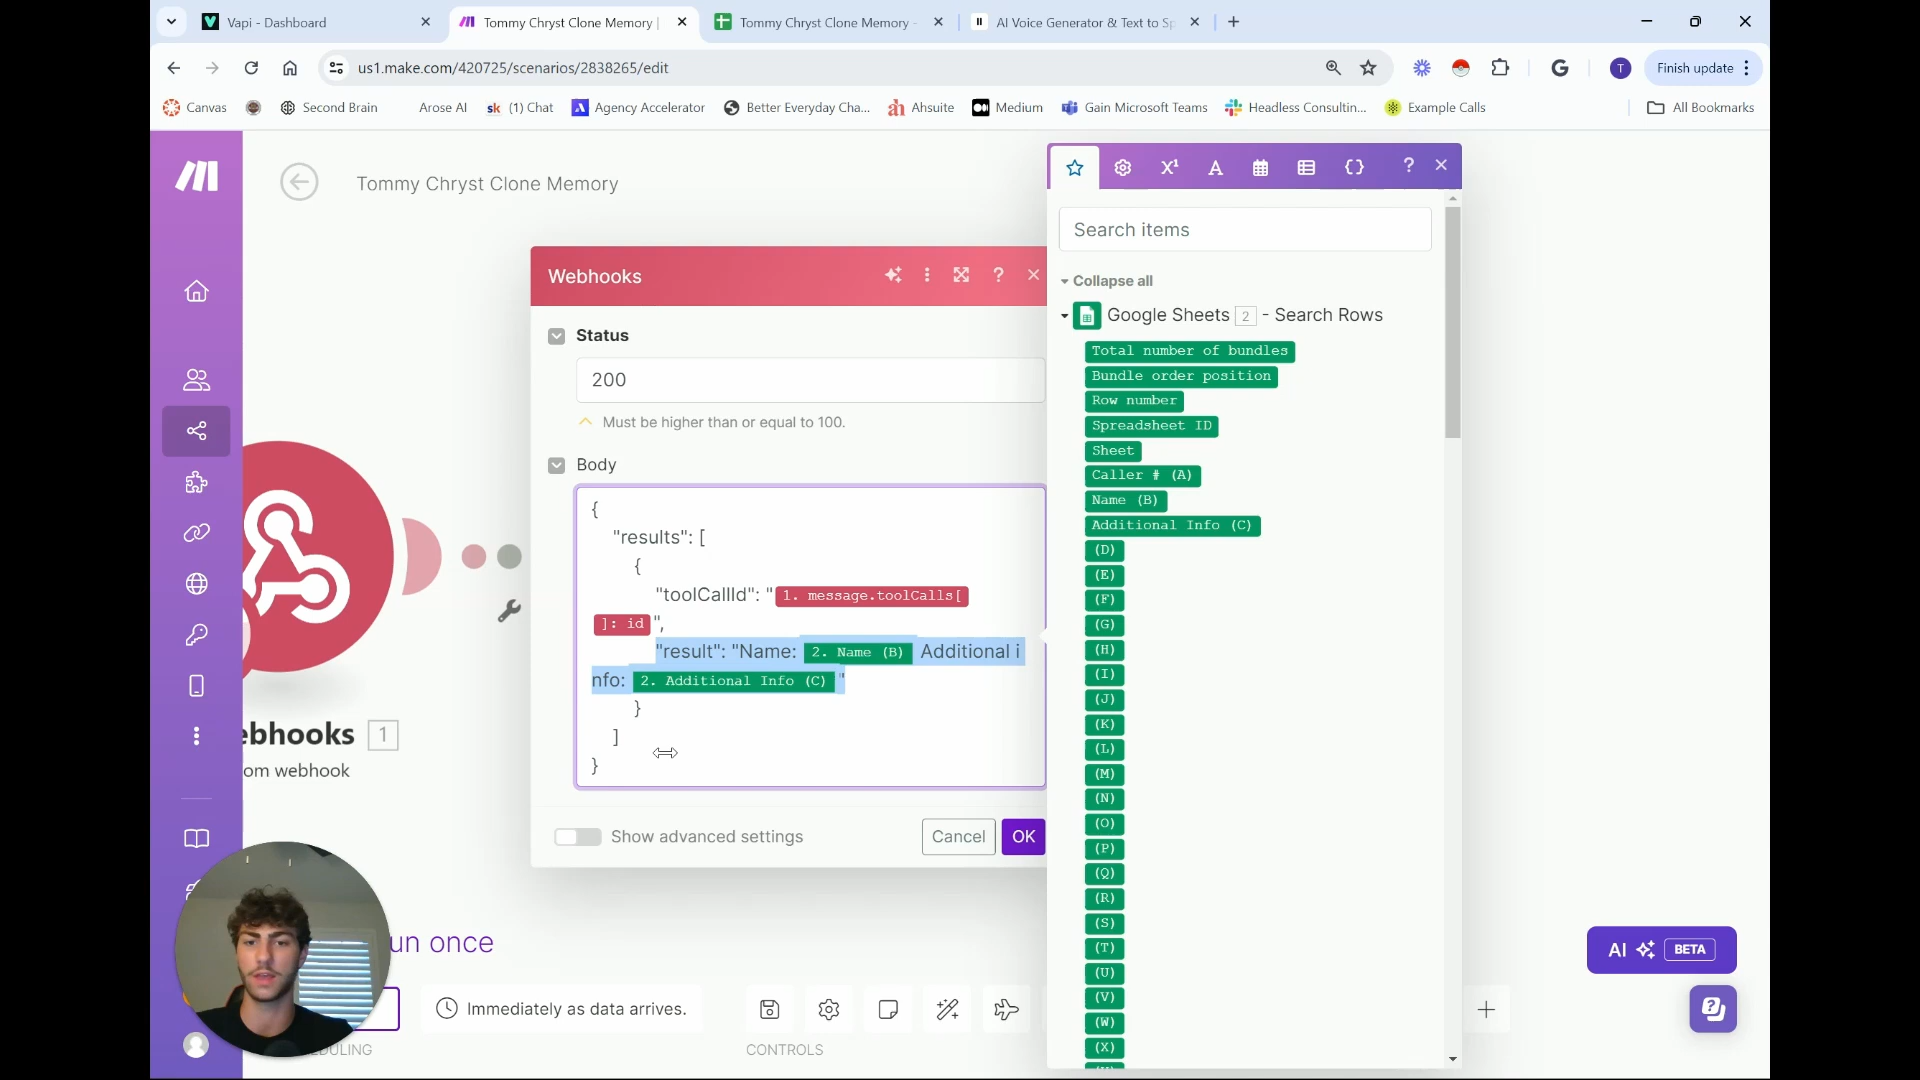 Vapi - Dashboard
Tommy Chryst Clone Memory |
Tommy Chryst Clone Memory -
AI Voice Generator & Text to Sp
us1.make.com/420725/scenarios/2838265/edit
T
Finish update
Canvas
Second Brain
Arose AI
sk (1) Chat
Agency Accelerator
Better Everyday Cha...
ah Ahsuite
Medium
Gain Microsoft Teams
Headless Consultin...
Example Calls
All Bookmarks
Tommy Chryst Clone Memory
Webhooks
?
Status
200
Must be higher than or equal to 100.
Body
{
"results": [
{
"toolCallId": " 1. message.toolCalls[
]: id ",
"result": "Name: 2. Name (B) Additional i
nfo: 2. Additional Info (C) "
}
]
}
Show advanced settings
Cancel
OK
?
Search items
Collapse all
Google Sheets 2 - Search Rows
Total number of bundles
Bundle order position
Row number
Spreadsheet ID
Sheet
Caller # (A)
Name (B)
Additional Info (C)
(D)
(E)
(F)
(G)
(H)
(I)
(J)
(K)
(L)
(M)
(N)
(O)
(P)
(Q)
(R)
(S)
(T)
(U)
(V)
(W)
(X)
ebhooks 1
om webhook
un once
Immediately as data arrives.
DULING
CONTROLS
AI BETA